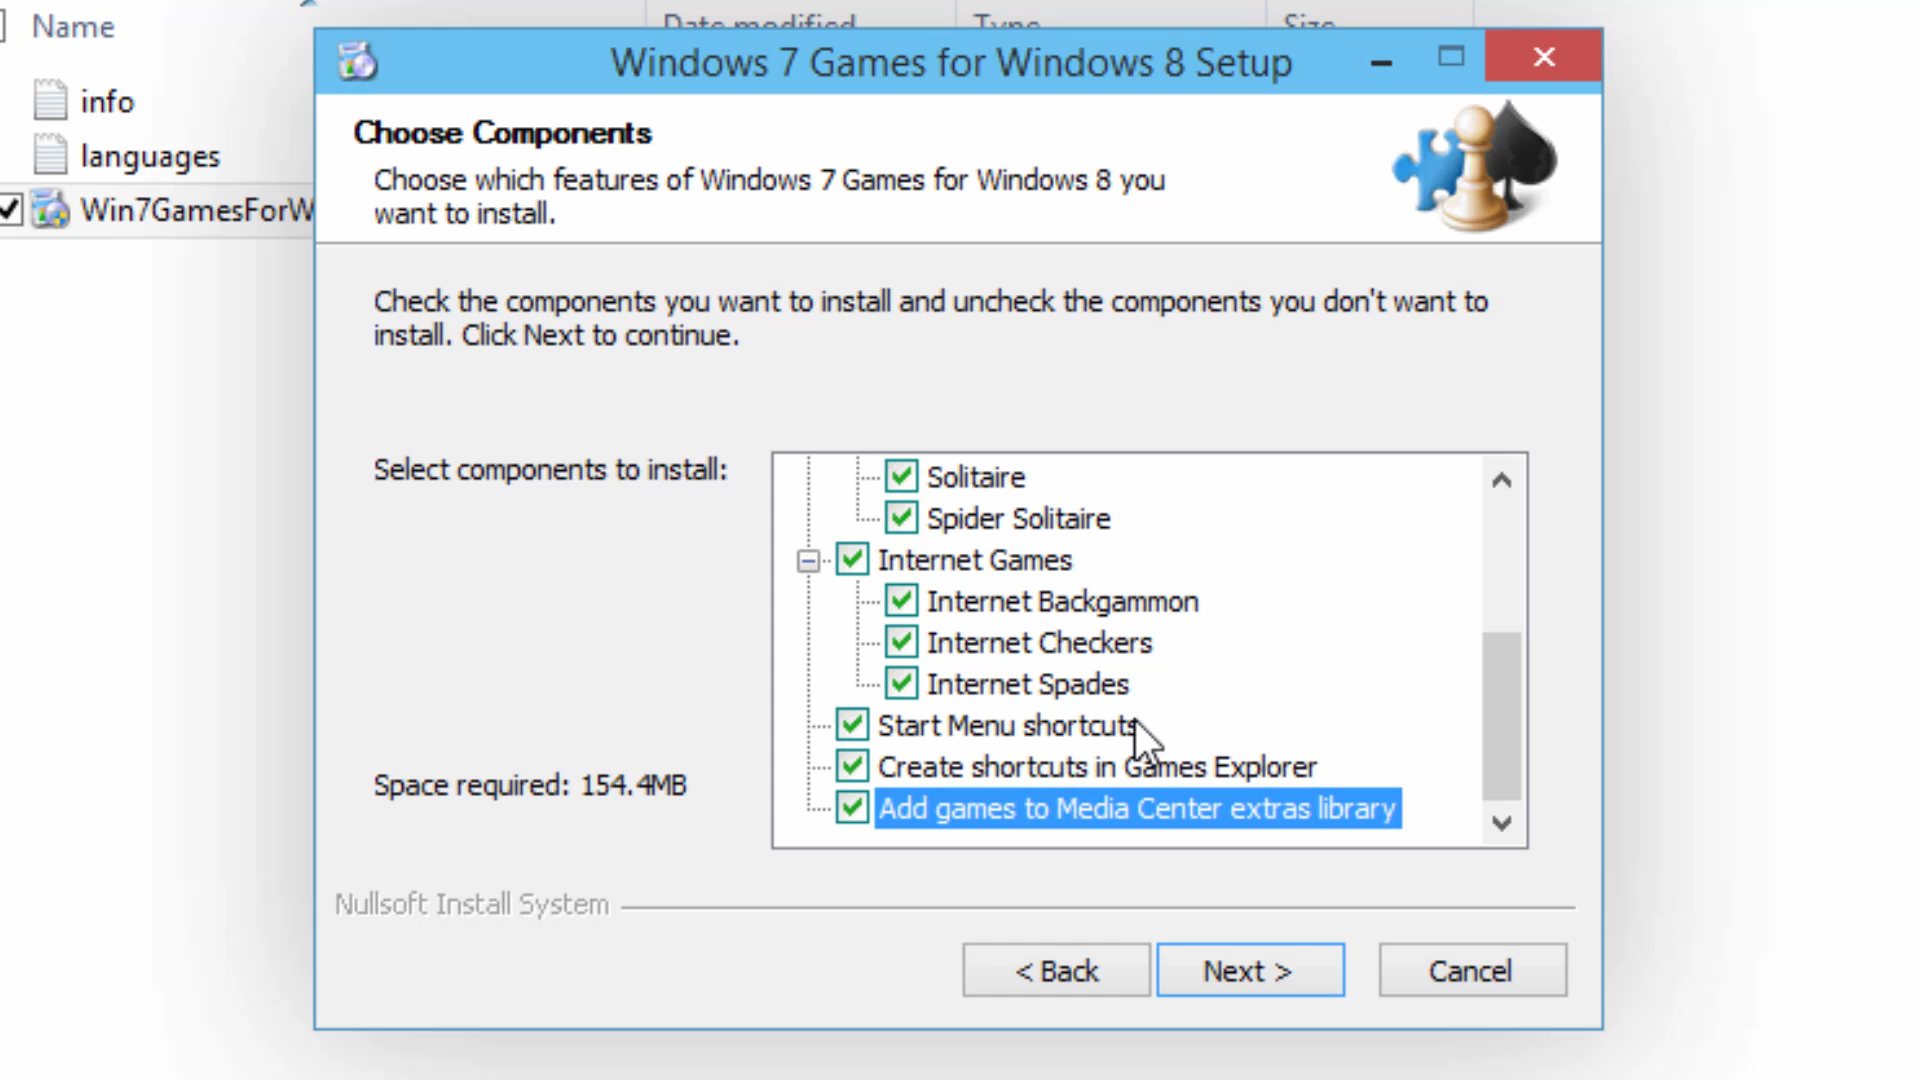 Name
Date modified
Type
Size
Windows 7 Games for Windows 8 Setup
info
languages
Win7GamesForW
Choose Components
Choose which features of Windows 7 Games for Windows 8 you
want to install.
Check the components you want to install and uncheck the components you don't want to
install. Click Next to continue.
Select components to install:
Solitaire
Spider Solitaire
Internet Games
Internet Backgammon
Internet Checkers
Internet Spades
Start Menu shortcuts
Create shortcuts in Games Explorer
Add games to Media Center extras library
Space required: 154.4MB
Nullsoft Install System
< Back
Next >
Cancel